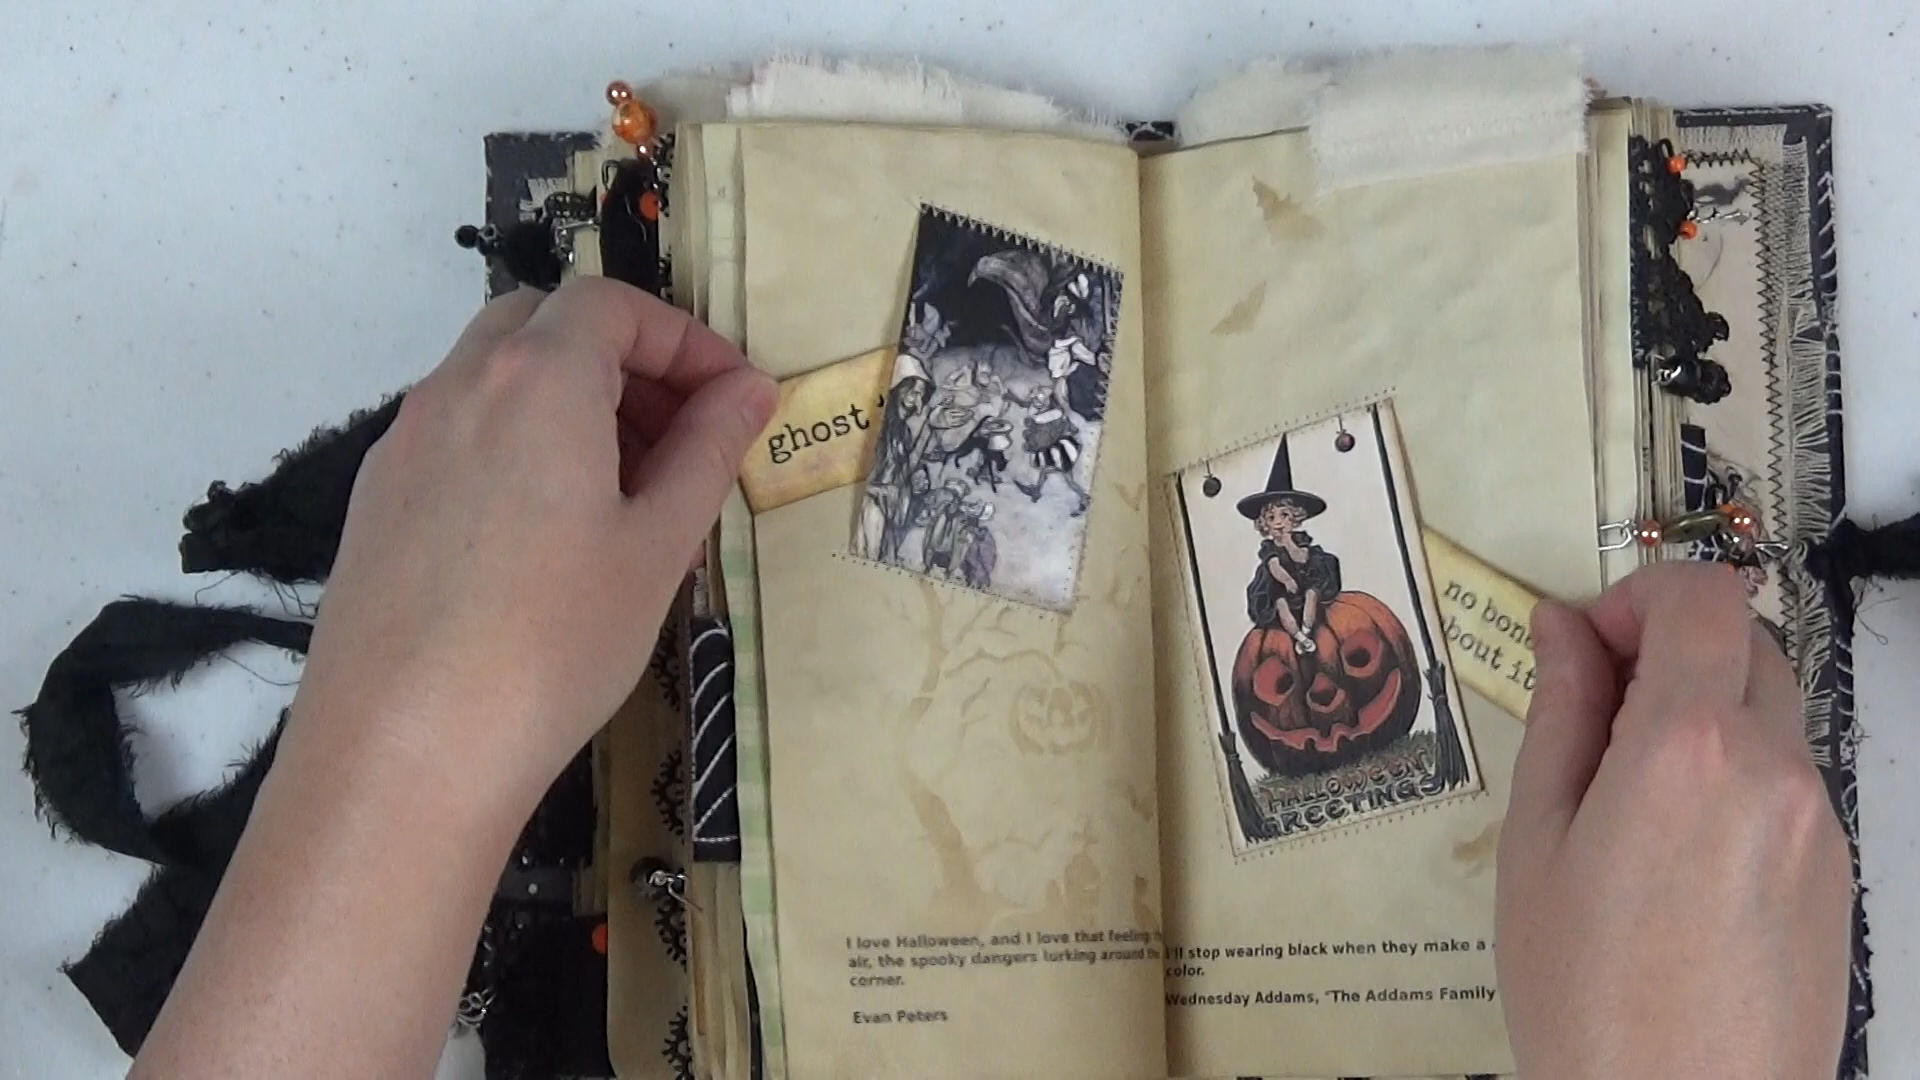 ghost
no bone
bout it
HALLOWEEN
GREETINGS
I love Halloween, and I love that feeling
air, the spooky dangers lurking around
corner.
Evan Peters
I'll stop wearing black when they make a
color.
Wednesday Addams, "The Addams Family